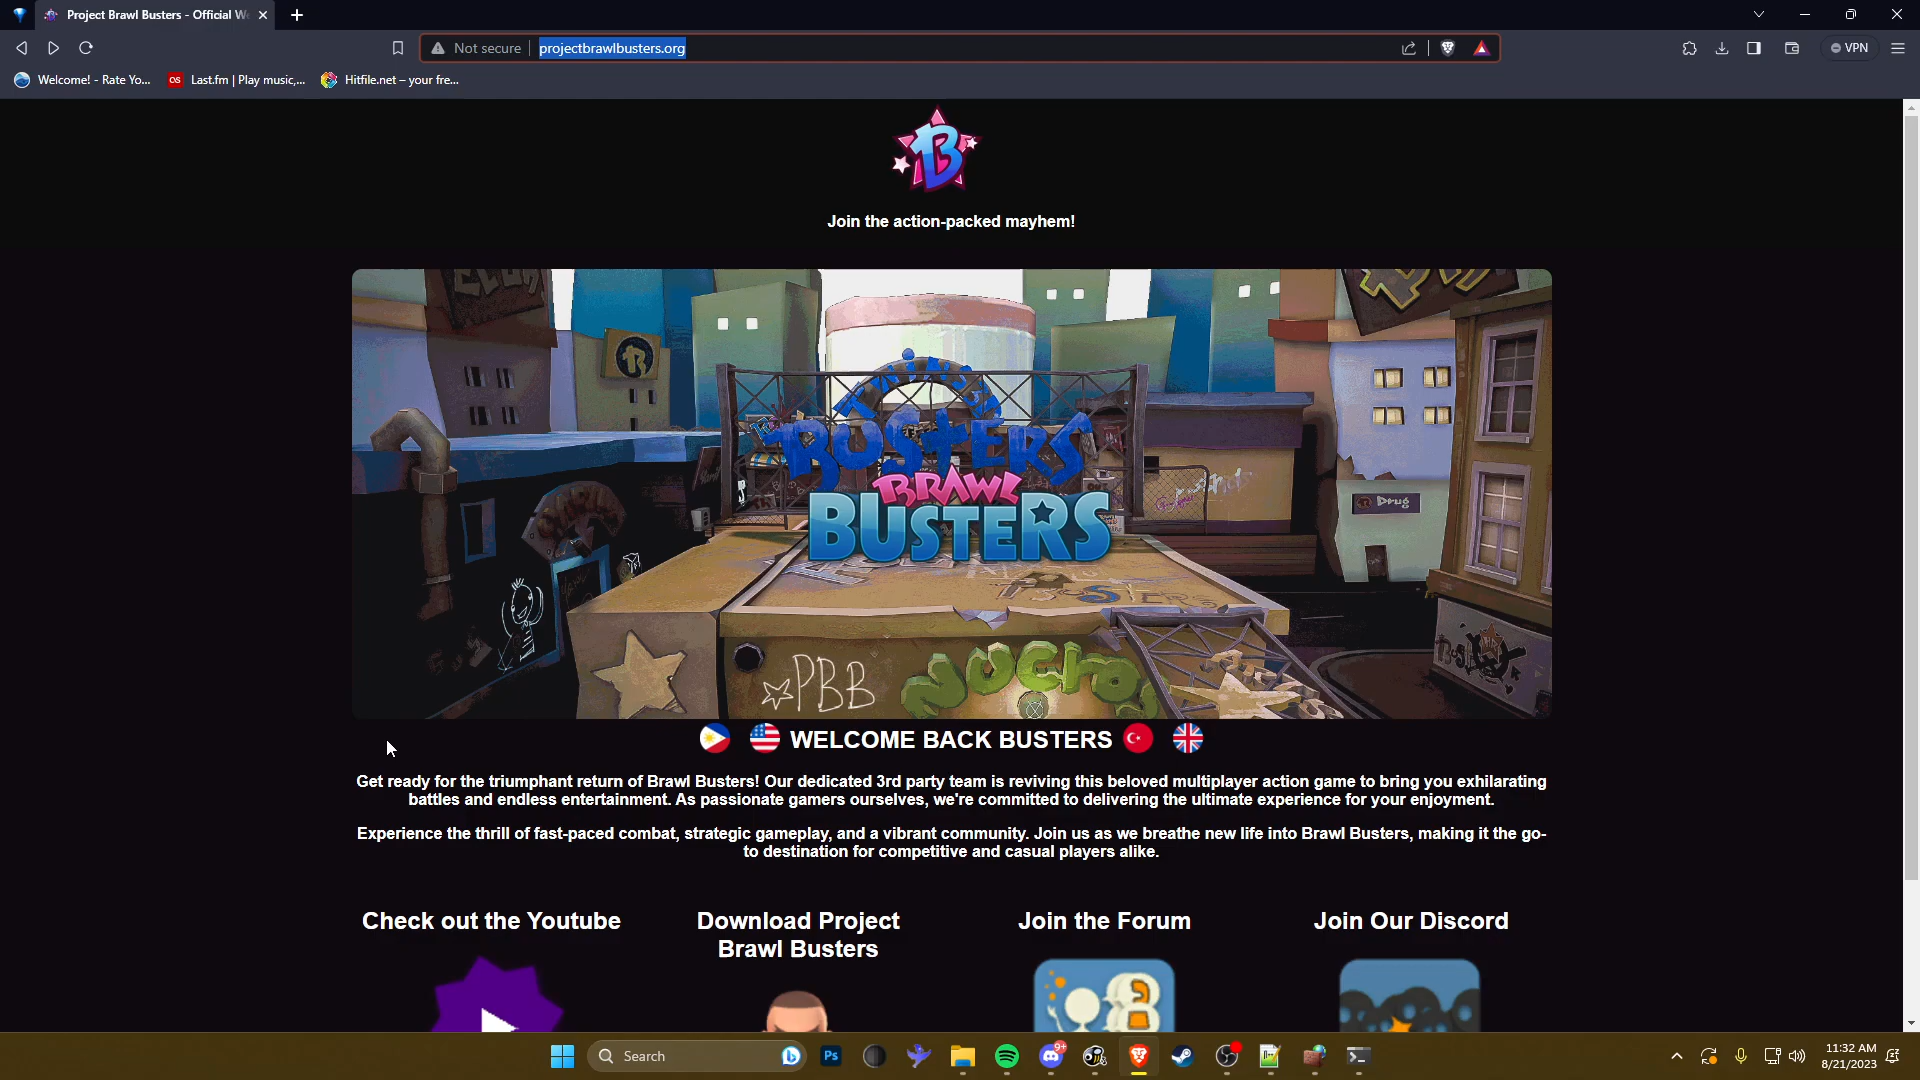 Project Brawl Busters - Official W
Not secure
projectbrawlbusters.org
VPN
Welcome! - Rate Yo...
Last.fm | Play music,...
Hitfile.net – your fre...
B
Join the action-packed mayhem!
BUSTERS
BRAWL
BUSTERS
Drug
PBB
WELCOME BACK BUSTERS
Get ready for the triumphant return of Brawl Busters! Our dedicated 3rd party team is reviving this beloved multiplayer action game to bring you exhilarating
battles and endless entertainment. As passionate gamers ourselves, we're committed to delivering the ultimate experience for your enjoyment.
Experience the thrill of fast-paced combat, strategic gameplay, and a vibrant community. Join us as we breathe new life into Brawl Busters, making it the go-
to destination for competitive and casual players alike.
Check out the Youtube
Download Project
Brawl Busters
Join the Forum
Join Our Discord
Search
Ps
9+
11:32 AM
8/21/2023